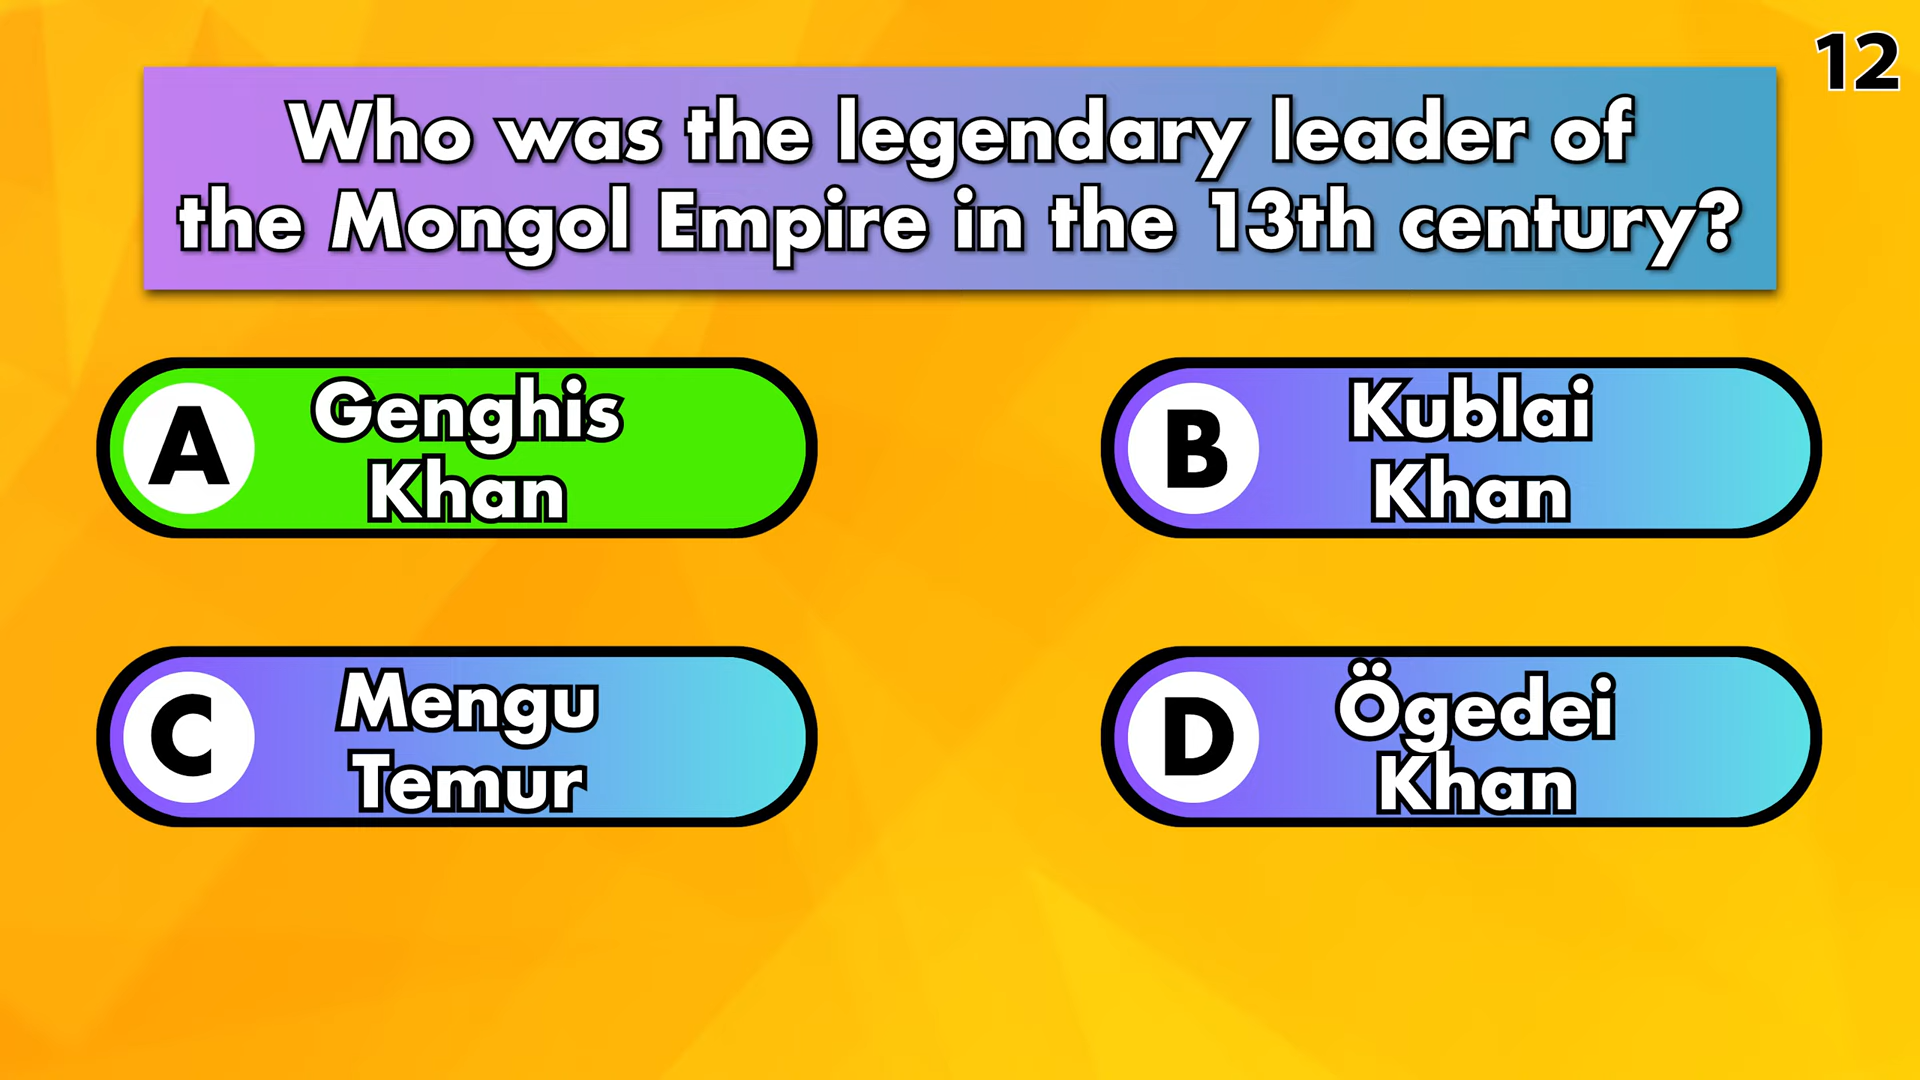 12
Who was the legendary leader of
the Mongol Empire in the 13th century?
A
Genghis
Khan
B
Kublai
Khan
C
Mengu
Temur
D
Ögedei
Khan